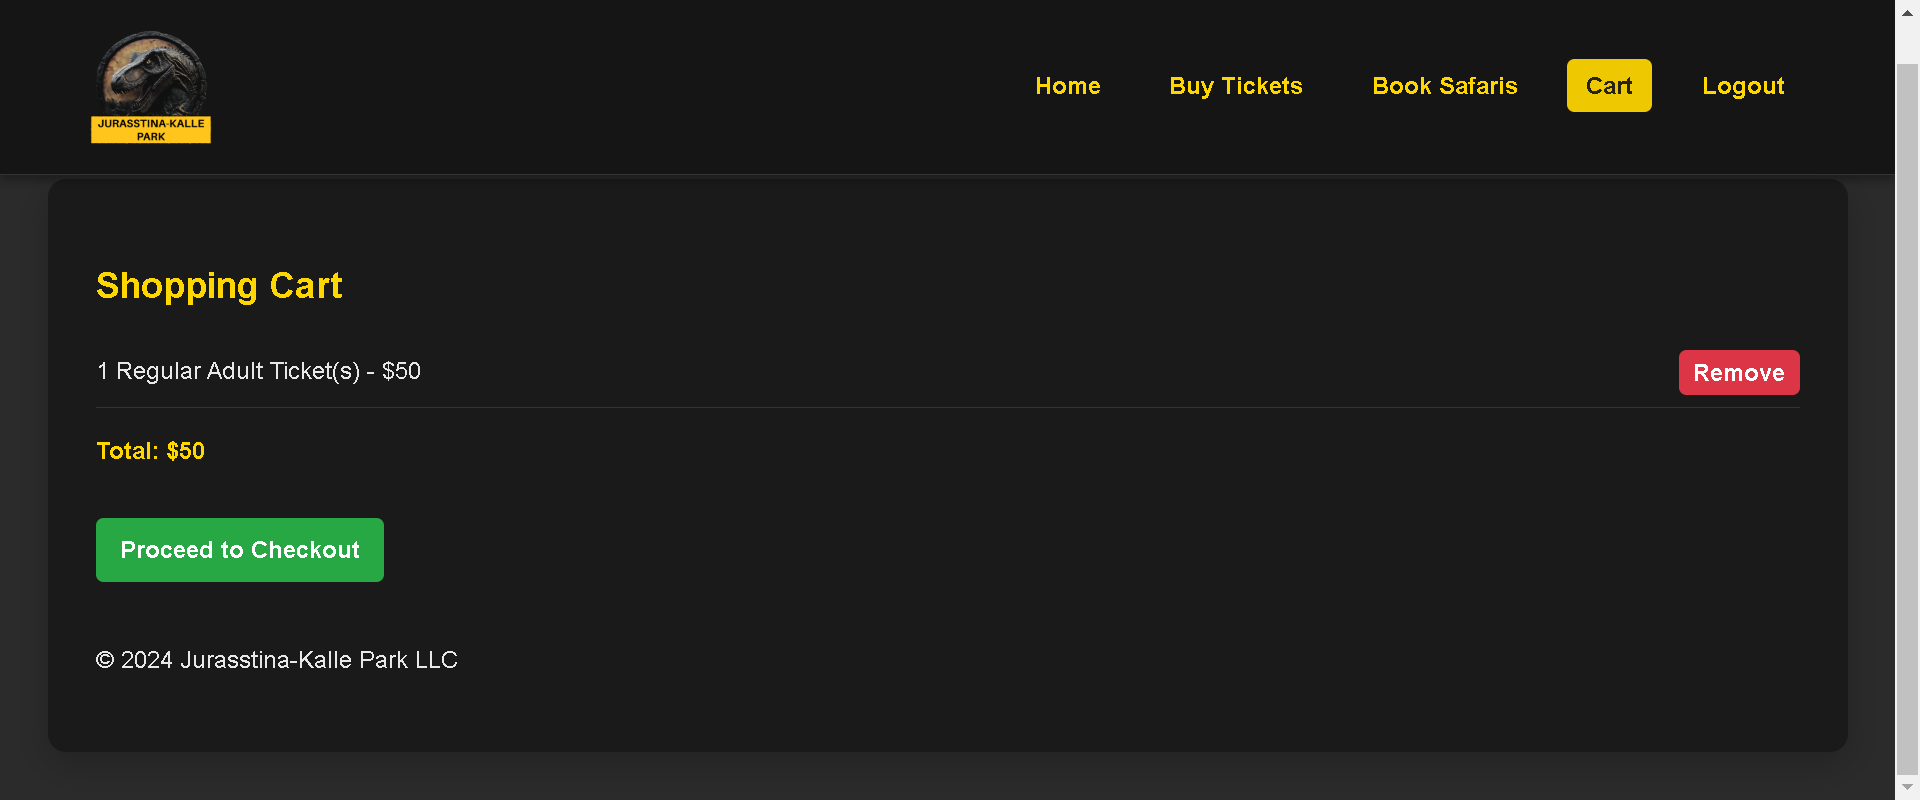 JURASSTINA-KALLE
PARK
Home
Buy Tickets
Book Safaris
Cart
Logout
Shopping Cart
1 Regular Adult Ticket(s) - $50
Remove
Total: $50
Proceed to Checkout
© 2024 Jurasstina-Kalle Park LLC